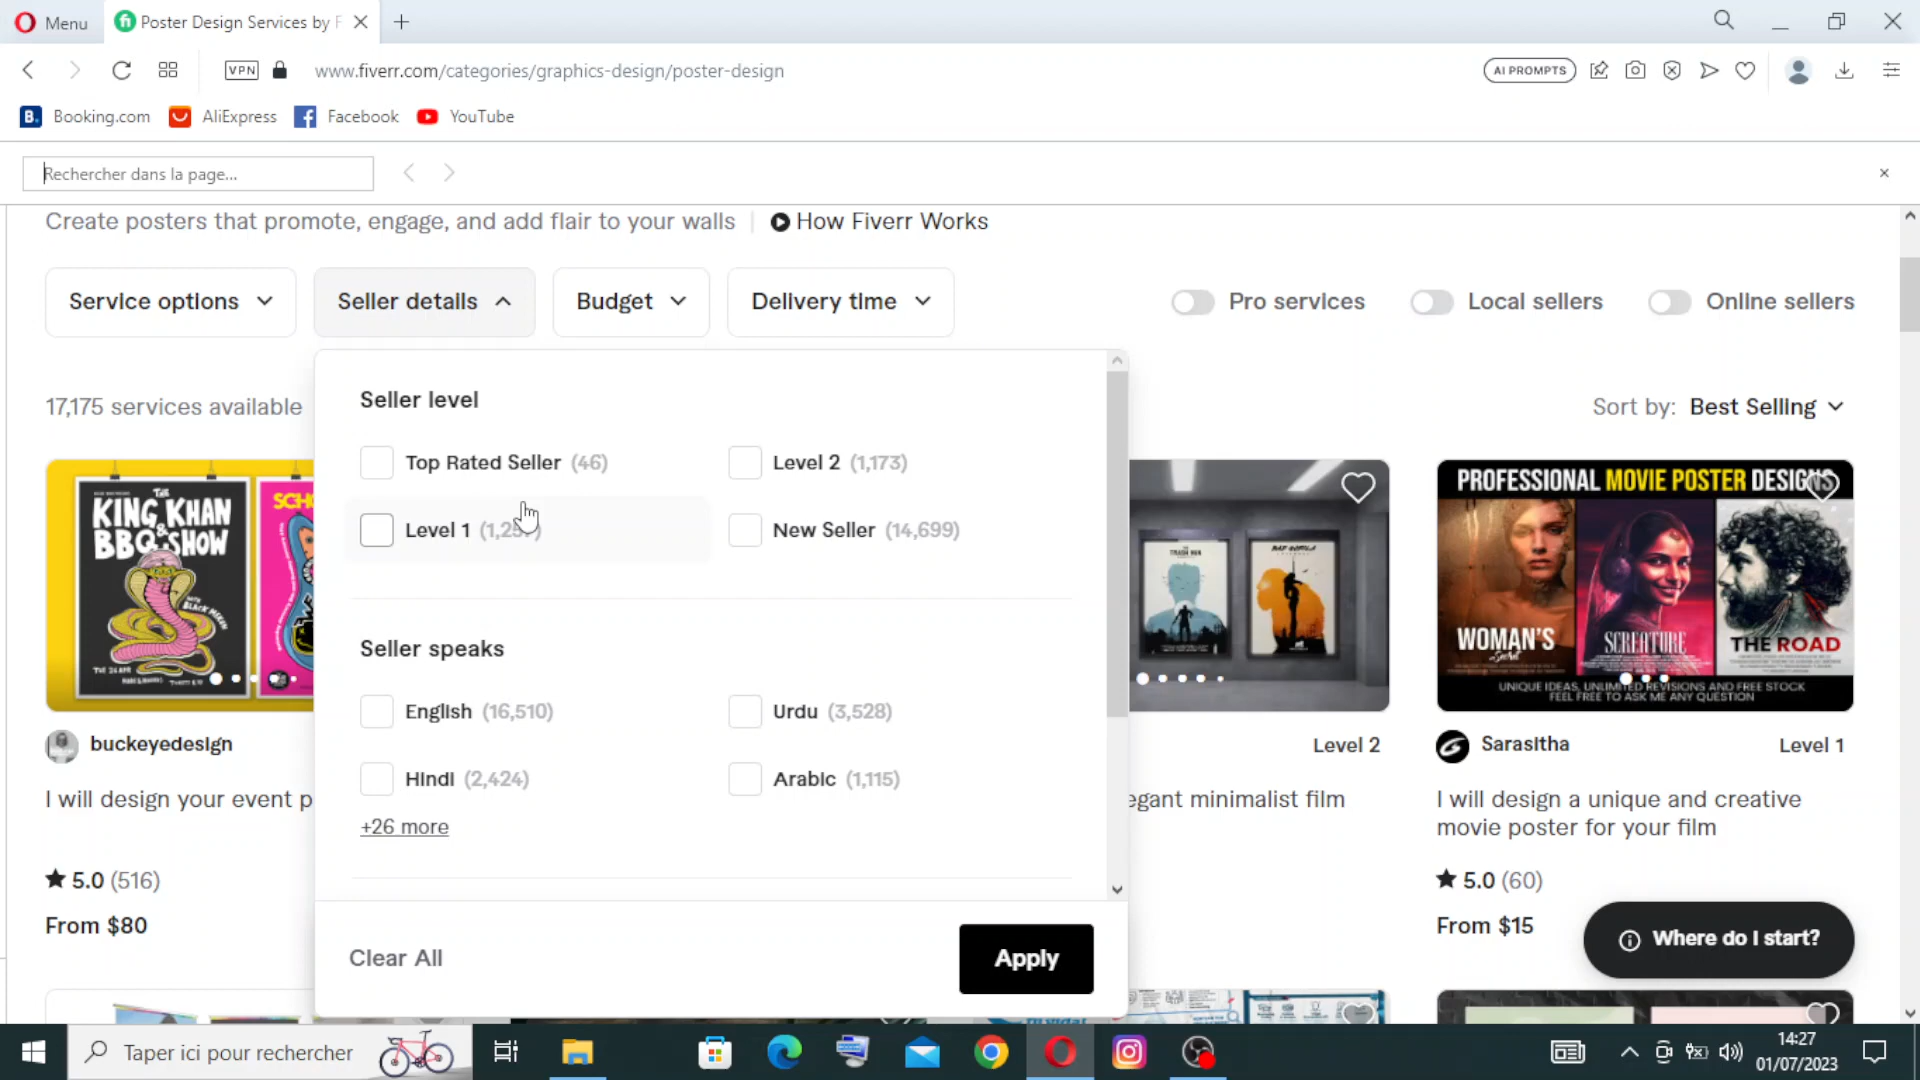 Menu
Poster Design Services by F
VPN
www.fiverr.com/categories/graphics-design/poster-design
AI PROMPTS
B. Booking.com
AliExpress
Facebook
YouTube
Rechercher dans la page...
Create posters that promote, engage, and add flair to your walls
How Fiverr Works
Service options
Seller details
Budget
Delivery time
Pro services
Local sellers
Online sellers
17,175 services available
Sort by: Best Selling
Seller level
Top Rated Seller (46)
Level 2 (1,173)
Level 1
New Seller (14,699)
Seller speaks
English (16,510)
Urdu (3,528)
Hindi (2,424)
Arabic (1,115)
+26 more
Clear All
Apply
THE
KING KHAN
& BBQ SHOW
WITH BLACK
PROFESSIONAL MOVIE POSTER DESIGNS
WOMAN'S
SCREATURE
THE ROAD
UNIQUE IDEAS, UNLIMITED REVISIONS AND FREE STOCK
FEEL FREE TO ASK ME ANY QUESTION
buckeyedesign
Level 2
Sarasitha
Level 1
I will design your event p
egant minimalist film
I will design a unique and creative
movie poster for your film
5.0 (516)
5.0 (60)
From $80
From $15
Where do I start?
Taper ici pour rechercher
14:27
01/07/2023